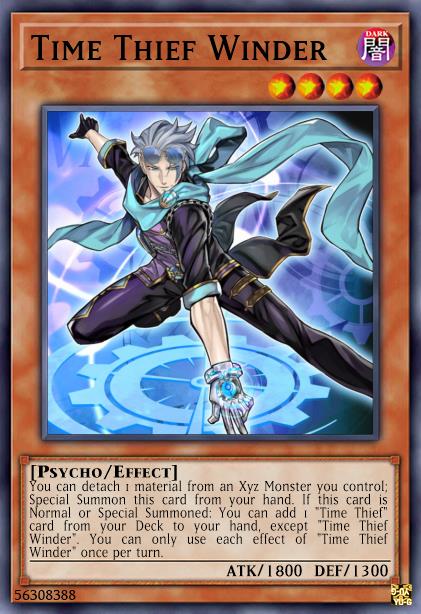 TIME THIEF WINDER
DARK
闇
[PSYCHO/EFFECT]
You can detach 1 material from an Xyz Monster you control;
Special Summon this card from your hand. If this card is
Normal or Special Summoned: You can add 1 "Time Thief"
card from your Deck to your hand, except "Time Thief
Winder". You can only use each effect of "Time Thief
Winder" once per turn.
ATK/1800 DEF/1300
56308388